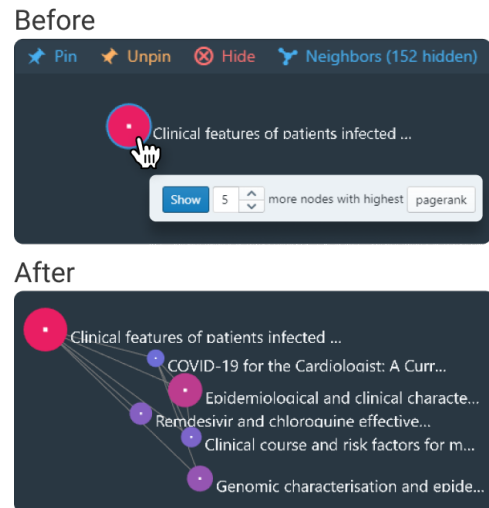 Before
Pin Unpin Hide Neighbors (152 hidden)
Clinical features of patients infected ...
Show 5 more nodes with highest pagerank
After
Clinical features of patients infected ...
COVID-19 for the Cardiologist: A Curr...
Epidemiological and clinical characte...
Remdesivir and chloroquine effective...
Clinical course and risk factors for m...
Genomic characterisation and epide...